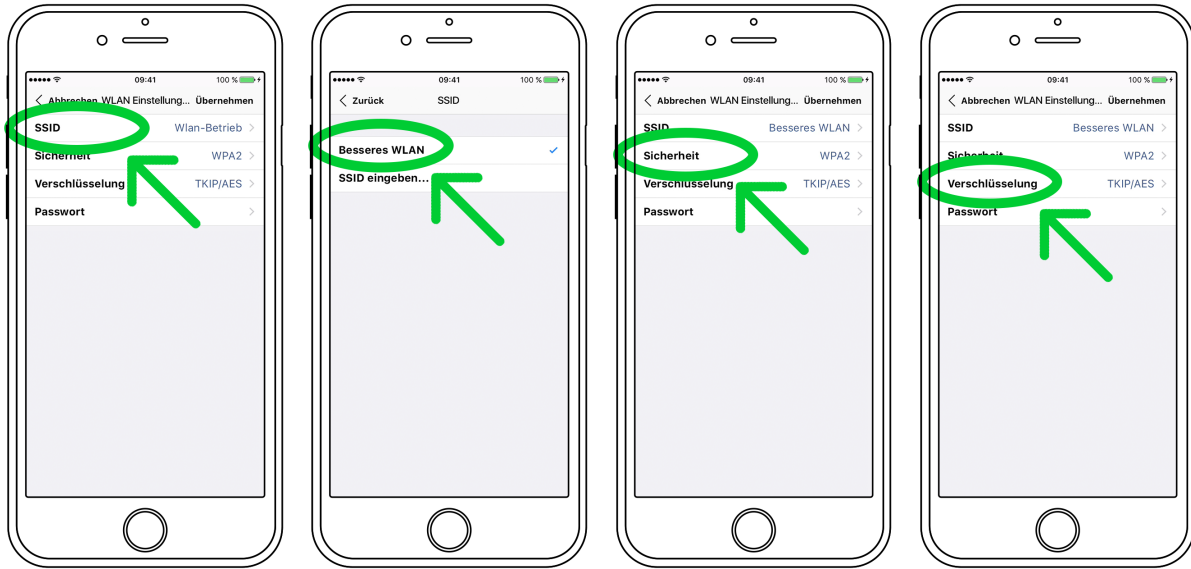 09:41 100 %
Abbrechen WLAN Einstellung... Übernehmen
SSID Wlan-Betrieb
Sicherheit WPA2
Verschlüsselung TKIP/AES
Passwort
09:41 100 %
Zurück SSID
Besseres WLAN
SSID eingeben...
09:41 100 %
Abbrechen WLAN Einstellung... Übernehmen
SSID Besseres WLAN
Sicherheit WPA2
Verschlüsselung TKIP/AES
Passwort
09:41 100 %
Abbrechen WLAN Einstellung... Übernehmen
SSID Besseres WLAN
Sicherheit WPA2
Verschlüsselung TKIP/AES
Passwort